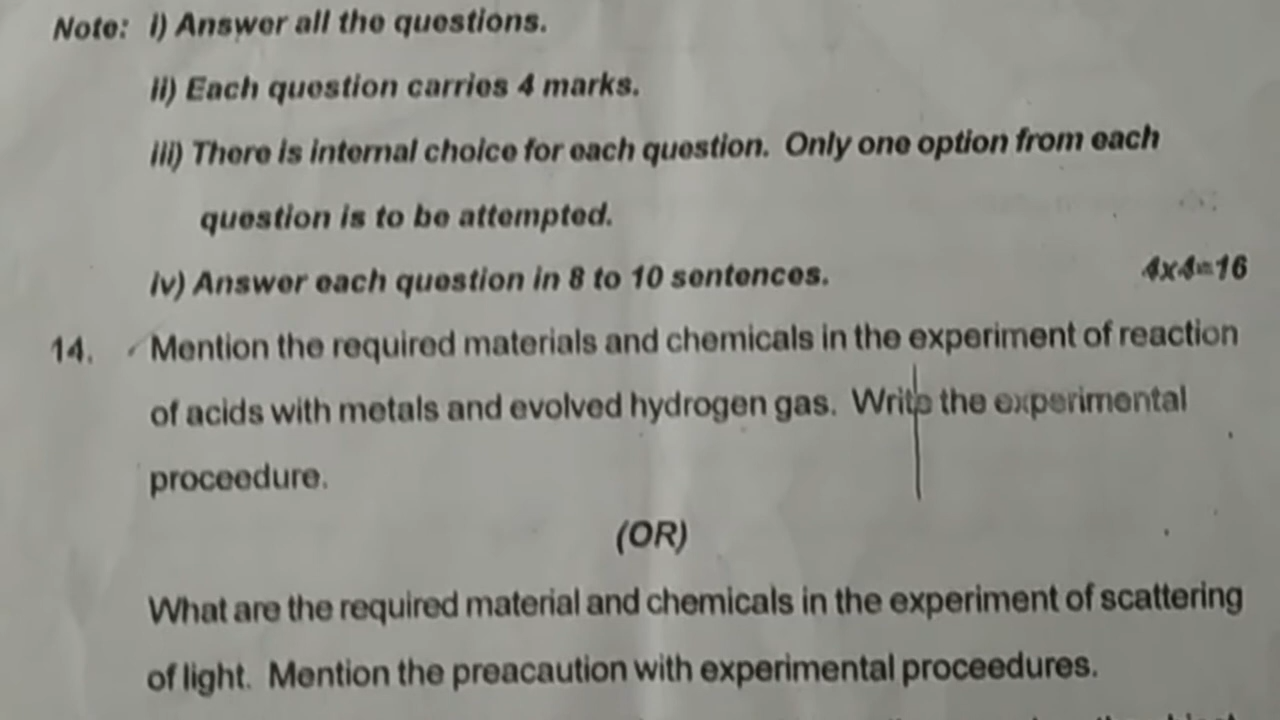 Note: i) Answer all the questions.
ii) Each question carries 4 marks.
iii) There is internal choice for each question. Only one option from each
question is to be attempted.
iv) Answer each question in 8 to 10 sentences. 4x4=16
14. Mention the required materials and chemicals in the experiment of reaction
of acids with metals and evolved hydrogen gas. Write the experimental
proceedure.
(OR)
What are the required material and chemicals in the experiment of scattering
of light. Mention the preacaution with experimental proceedures.